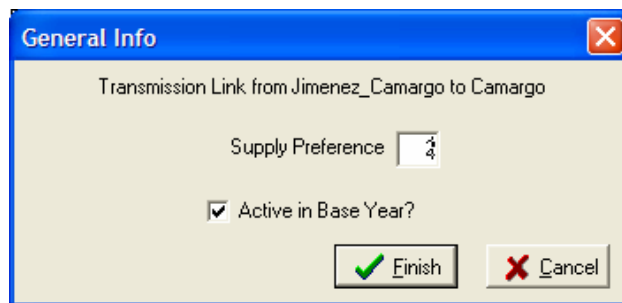 General Info
Transmission Link from Jimenez_Camargo to Camargo
Supply Preference
Active in Base Year?
Finish
Cancel